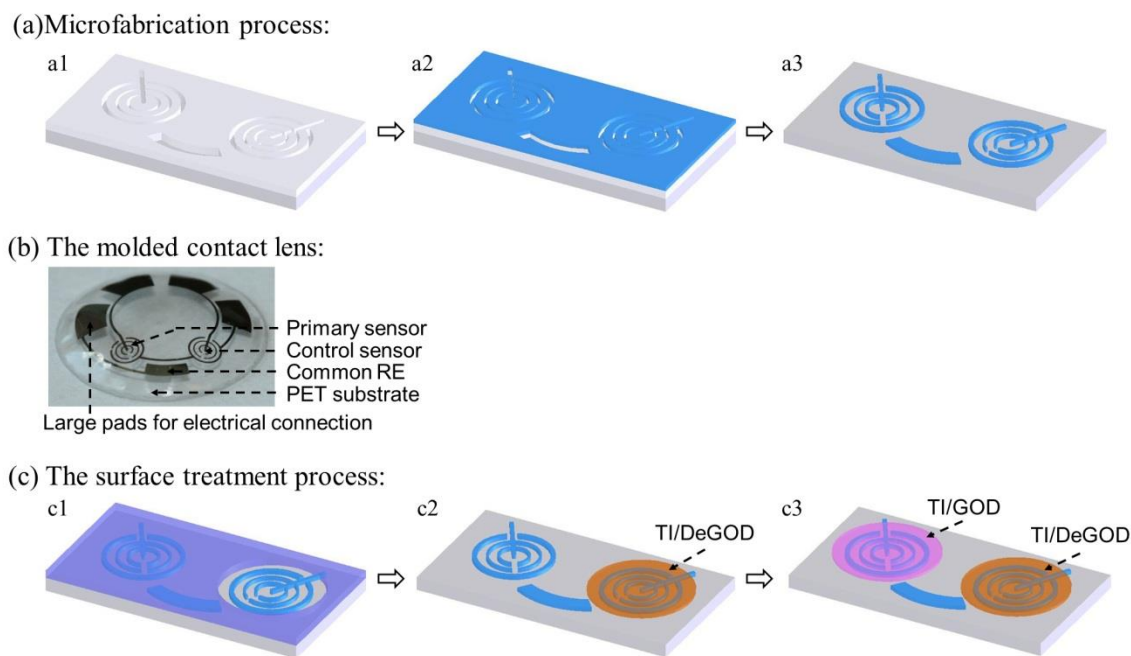 (a)Microfabrication process:
a1
a2
a3
(b) The molded contact lens:
Primary sensor
Control sensor
Common RE
PET substrate
Large pads for electrical connection
(c) The surface treatment process:
c1
c2
c3
TI/DeGOD
TI/GOD
TI/DeGOD